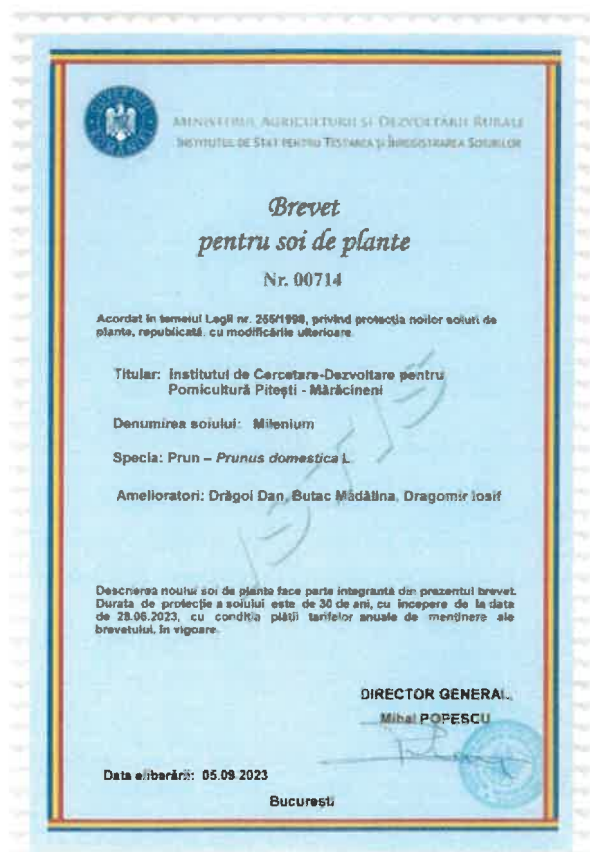 MINISTERUL AGRICULTURII ȘI DEZVOLTĂRII RURALE
INSTITUTUL DE STAT PENTRU TESTAREA ȘI ÎNREGISTRAREA SOIURILOR
Brevet
pentru soi de plante
Nr. 00714
Acordat în temeiul Legii nr. 255/1998, privind protecția noilor soiuri de
plante, republicată, cu modificările ulterioare.
Titular: Institutul de Cercetare-Dezvoltare pentru
Pomicultură Pitești - Mărăcineni
Denumirea soiului: Milenium
Specia: Prun – Prunus domestica L
Amelioratori: Drăgoi Dan, Butac Mădălina, Dragomir Iosif
ISTIS
Descrierea noului soi de plante face parte integrantă din prezentul brevet.
Durata de protecție a soiului este de 30 de ani, cu începere de la data
de 28.06.2023, cu condiția plății tarifelor anuale de menținere ale
brevetului, în vigoare.
DIRECTOR GENERAL,
Mihai POPESCU
Data eliberării: 05.09.2023
București